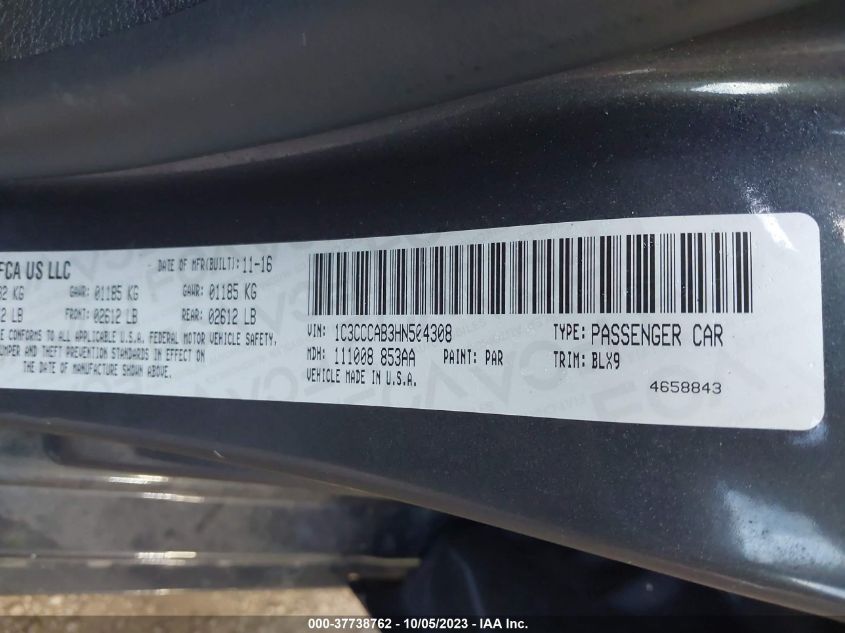 FCA US LLC DATE OF MFR(BUILT): 11-16
KG GAWR: 01185 KG GAWR: 01185 KG
LB FRONT: 02612 LB REAR: 02612 LB
CONFORMS TO ALL APPLICABLE U.S.A. FEDERAL MOTOR VEHICLE SAFETY,
AND THEFT PREVENTION STANDARDS IN EFFECT ON
THE DATE OF MANUFACTURE SHOWN ABOVE.
VIN: 1C3CCCAB3HN504308 TYPE: PASSENGER CAR
MDH: 111008 853AA PAINT: PAR TRIM: BLX9
VEHICLE MADE IN U.S.A. 4658843
000-37738762 - 10/05/2023 - IAA Inc.